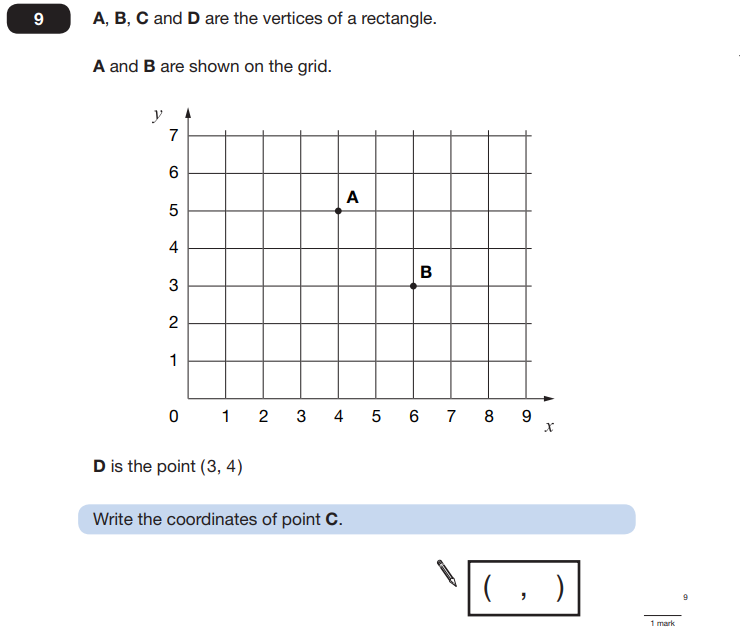 9
A, B, C and D are the vertices of a rectangle.
A and B are shown on the grid.
y
7
6
A
5
4
B
3
2
1
0 1 2 3 4 5 6 7 8 9
x
D is the point (3, 4)
Write the coordinates of point C.
( , )
9
1 mark